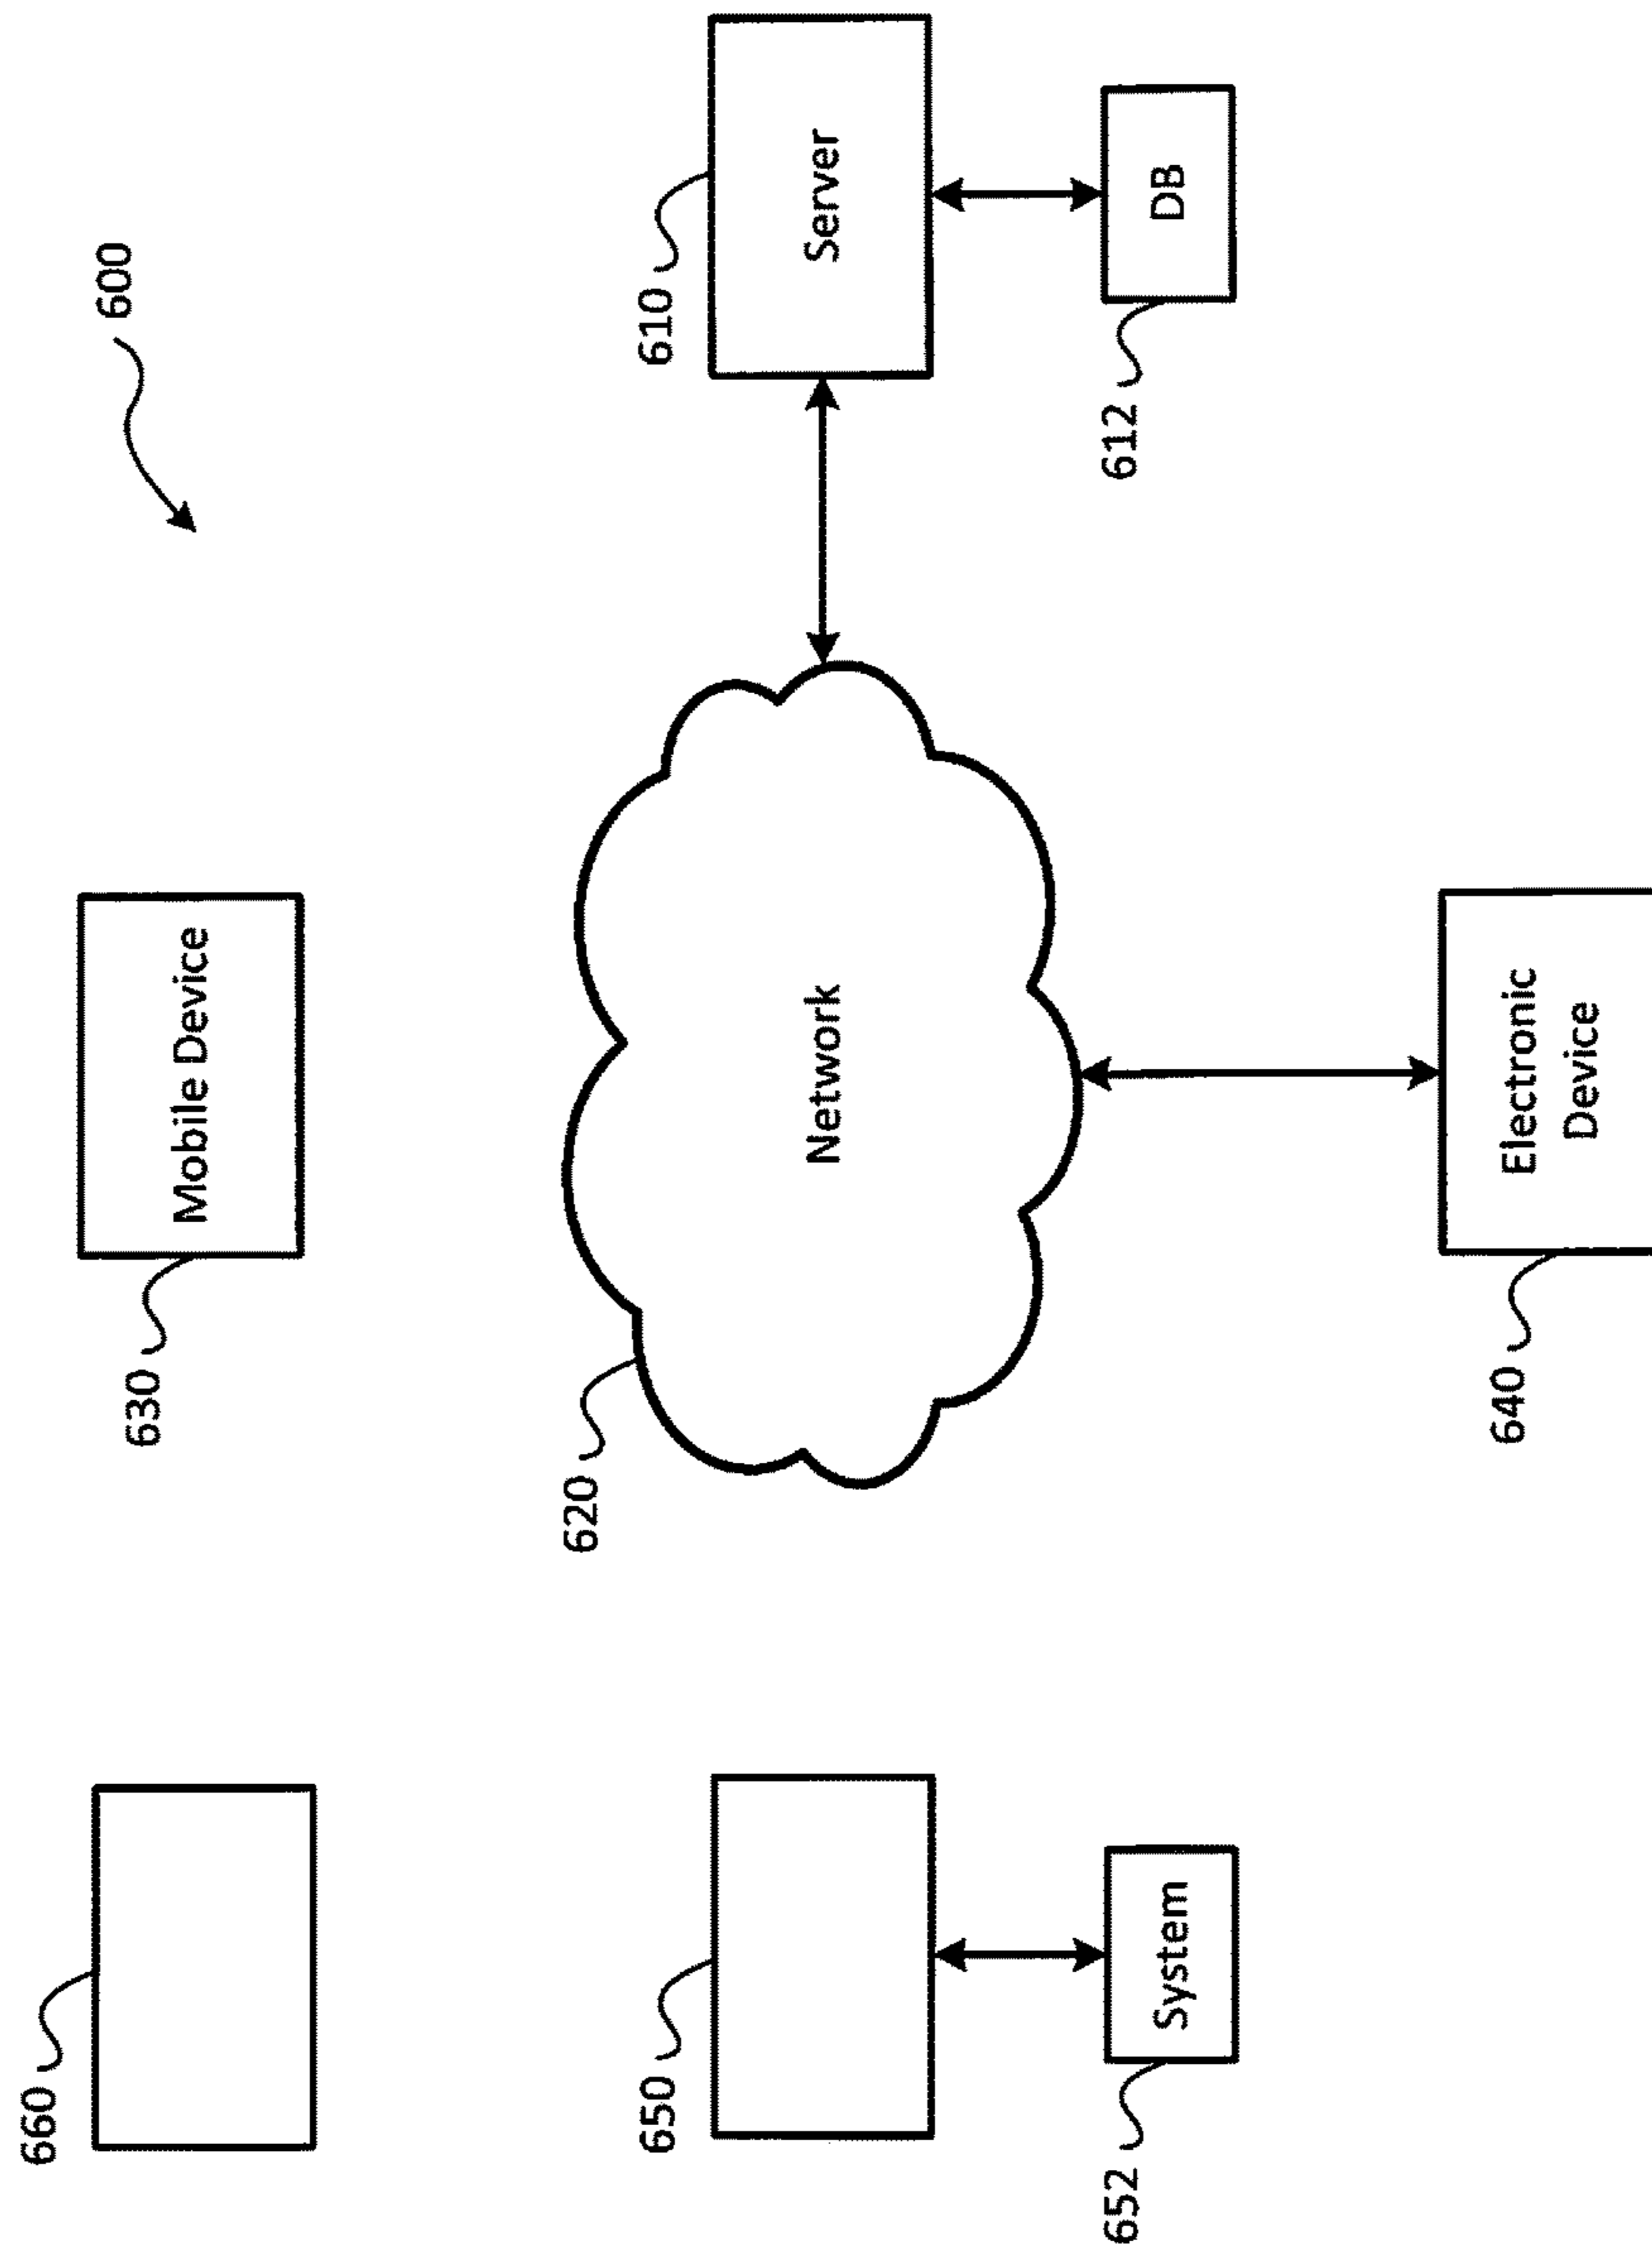 600
660
630
Mobile Device
650
620
Network
610
Server
652
System
612
DB
640
Electronic
Device